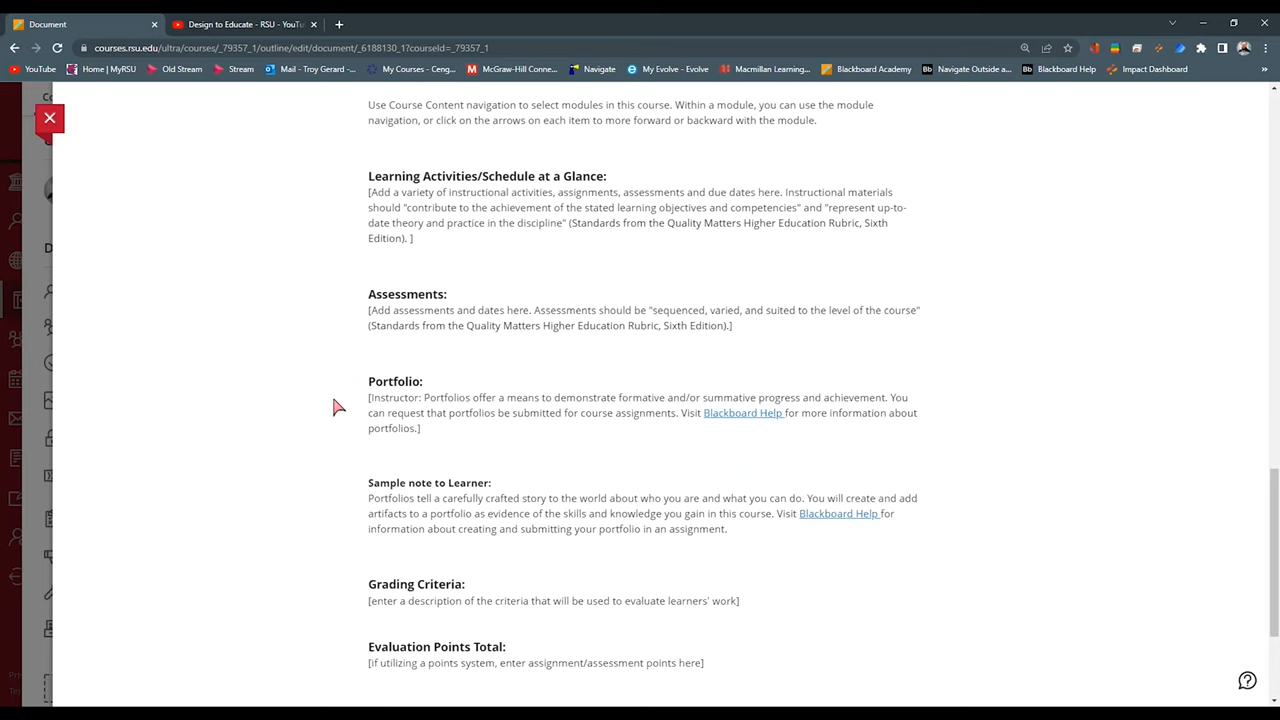 Document
Design to Educate - RSU - YouTu
courses.rsu.edu/ultra/courses/_79357_1/outline/edit/document/_6188130_1?courseId=_79357_1
YouTube
Home | MyRSU
Old Stream
Stream
Mail - Troy Gerard -...
My Courses - Ceng...
McGraw-Hill Conne...
Navigate
My Evolve - Evolve
Macmillan Learning...
Blackboard Academy
Navigate Outside a...
Blackboard Help
Impact Dashboard
Use Course Content navigation to select modules in this course. Within a module, you can use the module
navigation, or click on the arrows on each item to more forward or backward with the module.
Learning Activities/Schedule at a Glance:
[Add a variety of instructional activities, assignments, assessments and due dates here. Instructional materials
should "contribute to the achievement of the stated learning objectives and competencies" and "represent up-to-
date theory and practice in the discipline" (Standards from the Quality Matters Higher Education Rubric, Sixth
Edition). ]
Assessments:
[Add assessments and dates here. Assessments should be "sequenced, varied, and suited to the level of the course"
(Standards from the Quality Matters Higher Education Rubric, Sixth Edition).]
Portfolio:
[Instructor: Portfolios offer a means to demonstrate formative and/or summative progress and achievement. You
can request that portfolios be submitted for course assignments. Visit Blackboard Help for more information about
portfolios.]
Sample note to Learner:
Portfolios tell a carefully crafted story to the world about who you are and what you can do. You will create and add
artifacts to a portfolio as evidence of the skills and knowledge you gain in this course. Visit Blackboard Help for
information about creating and submitting your portfolio in an assignment.
Grading Criteria:
[enter a description of the criteria that will be used to evaluate learners' work]
Evaluation Points Total:
[if utilizing a points system, enter assignment/assessment points here]